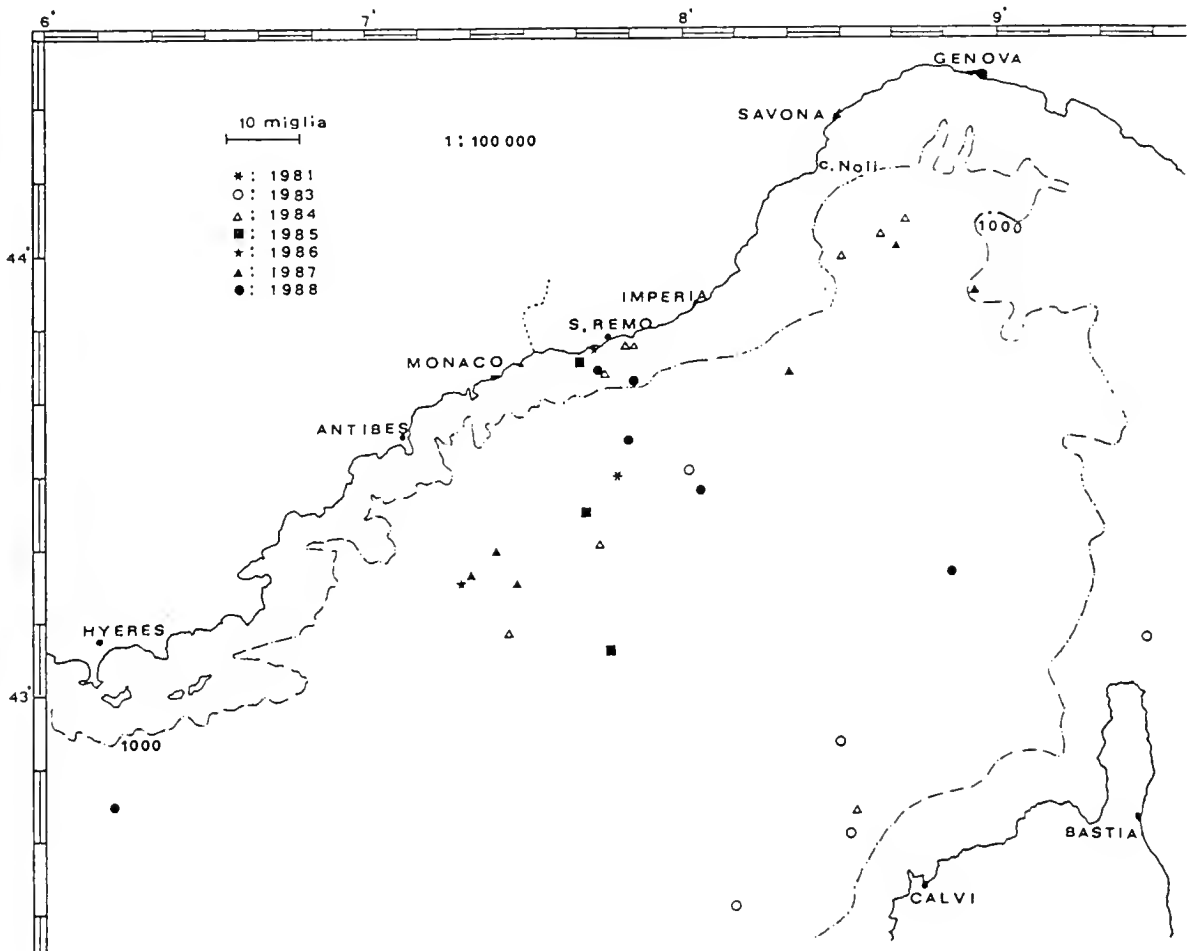 6°
7°
8°
9°
GENOVA
SAVONA
10 miglia
1: 100 000
c. Noli
* : 1981
○ : 1983
△ : 1984
■ : 1985
★ : 1986
▲ : 1987
● : 1988
1000
44°
IMPERIA
S. REMO
MONACO
ANTIBES
HYERES
43°
1000
BASTIA
CALVI